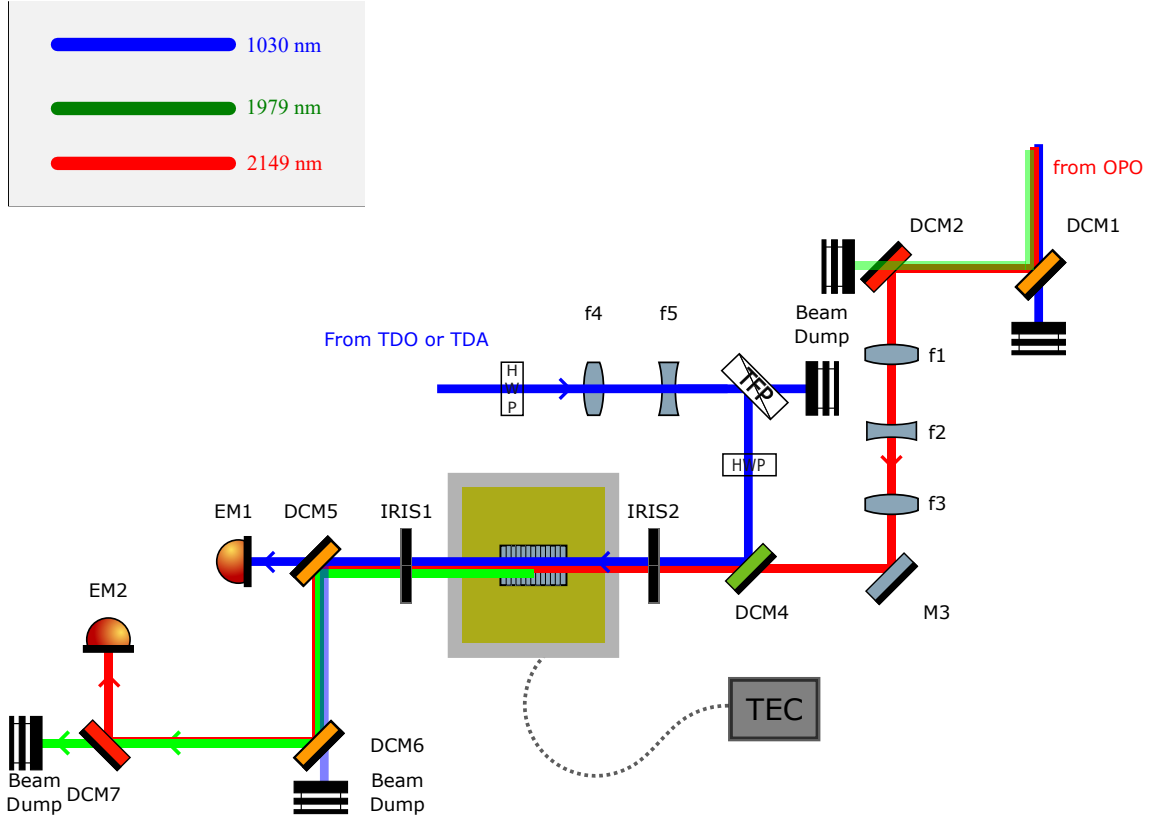 1030 nm
1979 nm
2149 nm
from OPO
DCM2
DCM1
Beam
Dump
f4
f5
From TDO or TDA
f1
H
W
P
TFP
f2
HWP
f3
EM1
DCM5
IRIS1
IRIS2
EM2
DCM4
M3
TEC
DCM6
Beam
Dump
DCM7
Beam
Dump